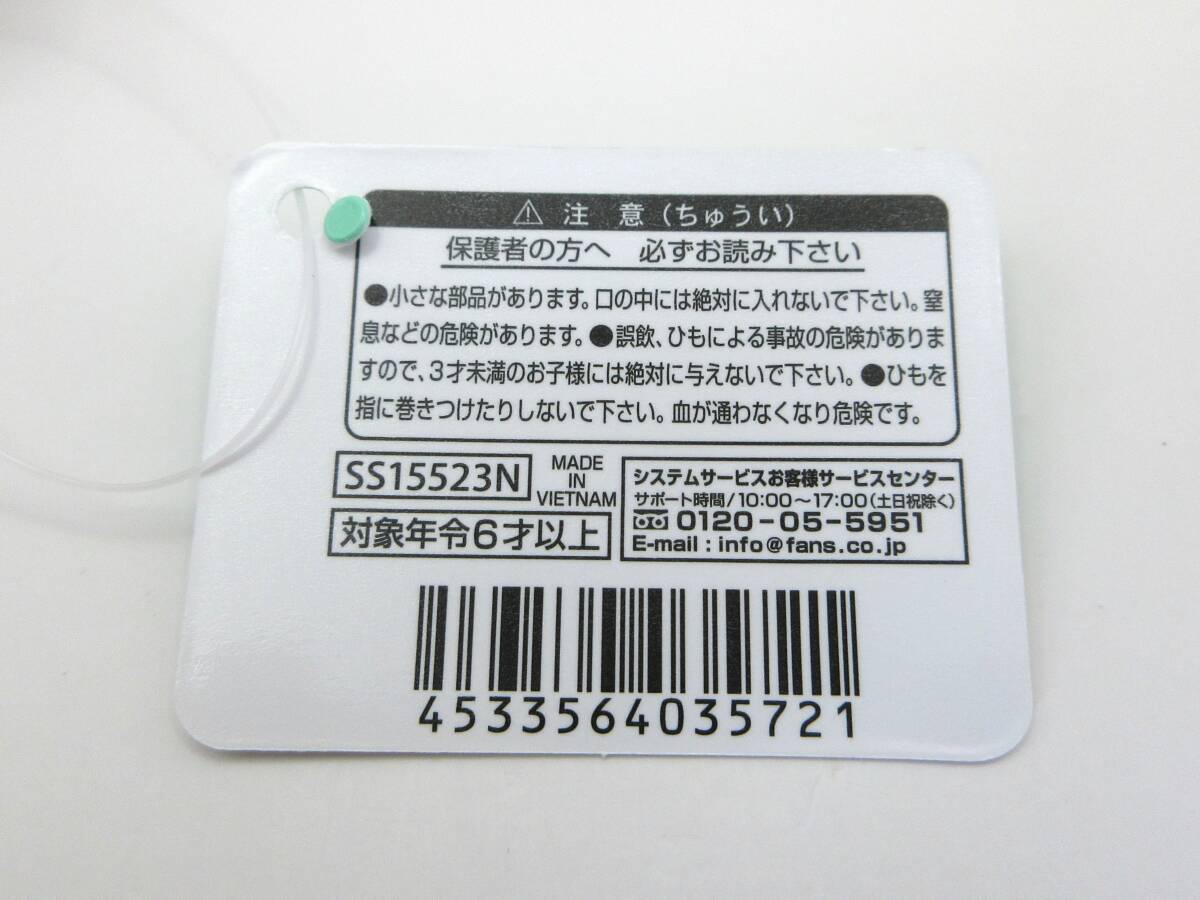 ⚠ 注 意 (ちゅうい)
保護者の方へ 必ずお読み下さい
●小さな部品があります。口の中には絶対に入れないで下さい。窒
息などの危険があります。●誤飲、ひもによる事故の危険がありま
すので、3才未満のお子様には絶対に与えないで下さい。●ひもを
指に巻きつけたりしないで下さい。血が通わなくなり危険です。
SS15523N
MADE
IN
VIETNAM
対象年令6才以上
システムサービスお客様サービスセンター
サポート時間/10:00～17:00(土日祝除く)
0120-05-5951
E-mail : info@fans.co.jp
4533564035721